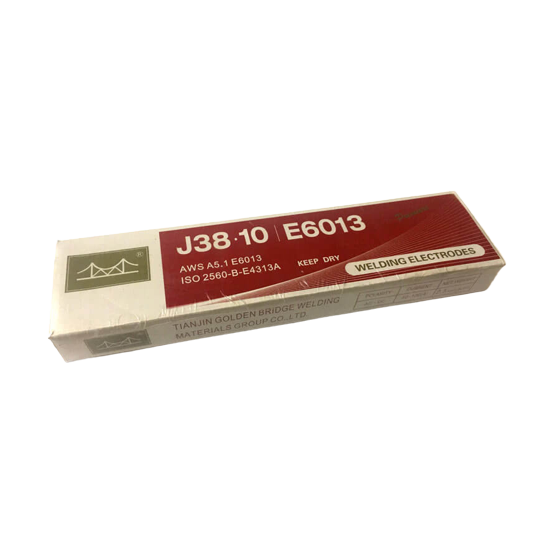 J38·10 | E6013
AWS A5.1 E6013
ISO 2560-B-E4313A
KEEP DRY
WELDING ELECTRODES
®
TIANJIN GOLDEN BRIDGE WELDING
MATERIALS GROUP CO.,LTD.